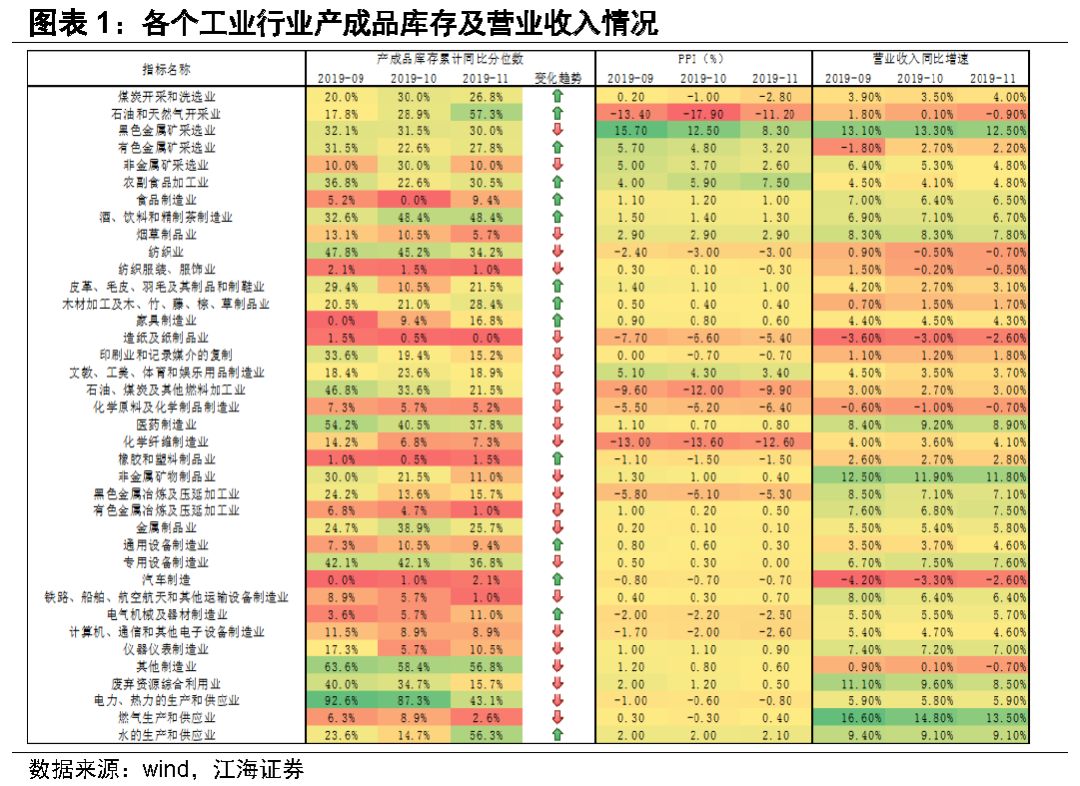 图表 1：各个工业行业产成品库存及营业收入情况
指标名称 产成品库存累计同比分位数 PPI（%） 营业收入同比增速
2019-09 2019-10 2019-11 变化趋势 2019-09 2019-10 2019-11 2019-09 2019-10 2019-11
煤炭开采和洗选业 20.0% 30.0% 26.8% 0.20 -1.00 -2.80 3.90% 3.50% 4.00%
石油和天然气开采业 17.8% 28.9% 57.3% -13.40 -17.90 -11.20 1.80% 0.10% -0.90%
黑色金属矿采选业 32.1% 31.5% 30.0% 15.70 12.50 8.30 13.10% 13.30% 12.50%
有色金属矿采选业 31.5% 22.6% 27.8% 5.70 4.80 3.20 -1.80% 2.70% 2.20%
非金属矿采选业 10.0% 30.0% 10.0% 5.00 3.70 2.60 6.40% 5.30% 4.80%
农副食品加工业 36.8% 22.6% 30.5% 4.00 5.90 7.50 4.50% 4.10% 4.80%
食品制造业 5.2% 0.0% 9.4% 1.10 1.20 1.00 7.00% 6.40% 6.50%
酒、饮料和精制茶制造业 32.6% 48.4% 48.4% 1.50 1.40 1.30 6.90% 7.10% 6.70%
烟草制品业 13.1% 10.5% 5.7% 2.90 2.90 2.90 8.30% 8.30% 7.80%
纺织业 47.8% 45.2% 34.2% -2.40 -3.00 -3.00 0.90% -0.50% -0.70%
纺织服装、服饰业 2.1% 1.5% 1.0% 0.30 0.10 -0.30 1.50% -0.20% -0.50%
皮革、毛皮、羽毛及其制品和制鞋业 29.4% 10.5% 21.5% 1.40 1.10 1.00 4.20% 2.70% 3.10%
木材加工及木、竹、藤、棕、草制品业 20.5% 21.0% 28.4% 0.50 0.40 0.40 0.70% 1.50% 1.70%
家具制造业 0.0% 9.4% 16.8% 0.90 0.80 0.60 4.40% 4.50% 4.30%
造纸及纸制品业 1.5% 0.5% 0.0% -7.70 -6.60 -5.40 -3.60% -3.00% -2.60%
印刷业和记录媒介的复制 33.6% 19.4% 15.2% 0.00 -0.70 -0.70 1.10% 1.20% 1.80%
文教、工美、体育和娱乐用品制造业 18.4% 23.6% 18.9% 5.10 4.30 3.40 4.50% 3.50% 3.70%
石油、煤炭及其他燃料加工业 46.8% 33.6% 21.5% -9.60 -12.00 -9.90 3.00% 2.70% 3.00%
化学原料及化学制品制造业 7.3% 5.7% 5.2% -5.50 -6.20 -6.40 -0.60% -1.00% -0.70%
医药制造业 54.2% 40.5% 37.8% 1.10 0.70 0.80 8.40% 9.20% 8.90%
化学纤维制造业 14.2% 6.8% 7.3% -13.00 -13.60 -12.60 4.00% 3.60% 4.10%
橡胶和塑料制品业 1.0% 0.5% 1.5% -1.10 -1.50 -1.50 2.60% 2.70% 2.80%
非金属矿物制品业 30.0% 21.5% 11.0% 1.30 1.00 0.40 12.50% 11.90% 11.80%
黑色金属冶炼及压延加工业 24.2% 13.6% 15.7% -5.80 -6.10 -5.30 8.50% 7.10% 7.10%
有色金属冶炼及压延加工业 6.8% 4.7% 1.0% 1.00 0.20 0.50 7.60% 6.80% 7.50%
金属制品业 24.7% 38.9% 25.7% 0.20 0.10 0.10 5.50% 5.40% 5.80%
通用设备制造业 7.3% 10.5% 9.4% 0.80 0.60 0.30 3.50% 3.70% 4.60%
专用设备制造业 42.1% 42.1% 36.8% 0.50 0.30 0.00 6.70% 7.50% 7.60%
汽车制造 0.0% 1.0% 2.1% -0.80 -0.70 -0.70 -4.20% -3.30% -2.60%
铁路、船舶、航空航天和其他运输设备制造业 8.9% 5.7% 1.0% 0.40 0.30 0.70 8.00% 6.40% 6.40%
电气机械及器材制造业 3.6% 5.7% 11.0% -2.00 -2.20 -2.50 5.50% 5.50% 5.70%
计算机、通信和其他电子设备制造业 11.5% 8.9% 8.9% -1.70 -2.00 -2.60 5.40% 4.70% 4.60%
仪器仪表制造业 17.3% 5.7% 10.5% 1.00 1.10 0.90 7.40% 7.20% 7.00%
其他制造业 63.6% 58.4% 56.8% 1.20 0.80 0.60 0.90% 0.10% -0.70%
废弃资源综合利用业 40.0% 34.7% 15.7% 2.00 1.20 0.50 11.10% 9.60% 8.50%
电力、热力的生产和供应业 92.6% 87.3% 43.1% -1.00 -0.60 -0.80 5.90% 5.80% 5.90%
燃气生产和供应业 6.3% 8.9% 2.6% 0.30 -0.30 0.40 16.60% 14.80% 13.50%
水的生产和供应业 23.6% 14.7% 56.3% 2.00 2.00 2.10 9.40% 9.10% 9.10%
数据来源：wind，江海证券